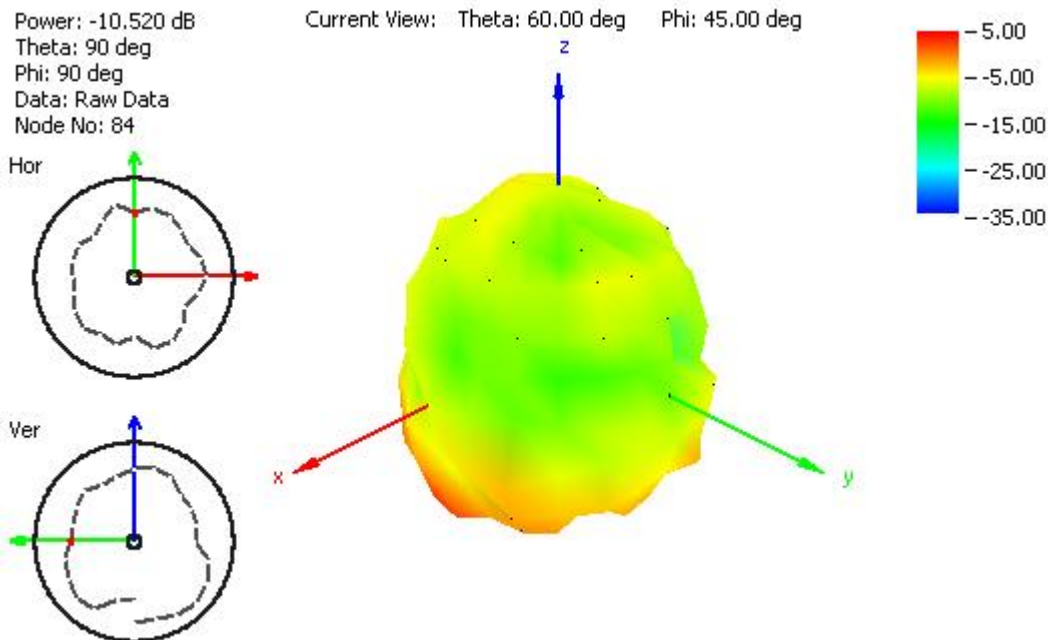 Power: -10.520 dB
Theta: 90 deg
Phi: 90 deg
Data: Raw Data
Node No: 84
Current View: Theta: 60.00 deg Phi: 45.00 deg
z
5.00
-5.00
-15.00
-25.00
-35.00
Hor
Ver
x
y